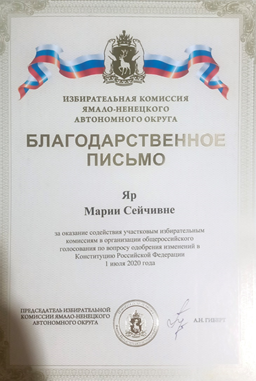 ИЗБИРАТЕЛЬНАЯ КОМИССИЯ
ЯМАЛО-НЕНЕЦКОГО
АВТОНОМНОГО ОКРУГА
БЛАГОДАРСТВЕННОЕ
ПИСЬМО
Яр
Марии Сейчивне
за оказание содействия участковым избирательным
комиссиям в организации общероссийского
голосования по вопросу одобрения изменений в
Конституцию Российской Федерации
1 июля 2020 года
ПРЕДСЕДАТЕЛЬ ИЗБИРАТЕЛЬНОЙ
КОМИССИИ ЯМАЛО-НЕНЕЦКОГО
АВТОНОМНОГО ОКРУГА
А.Н.